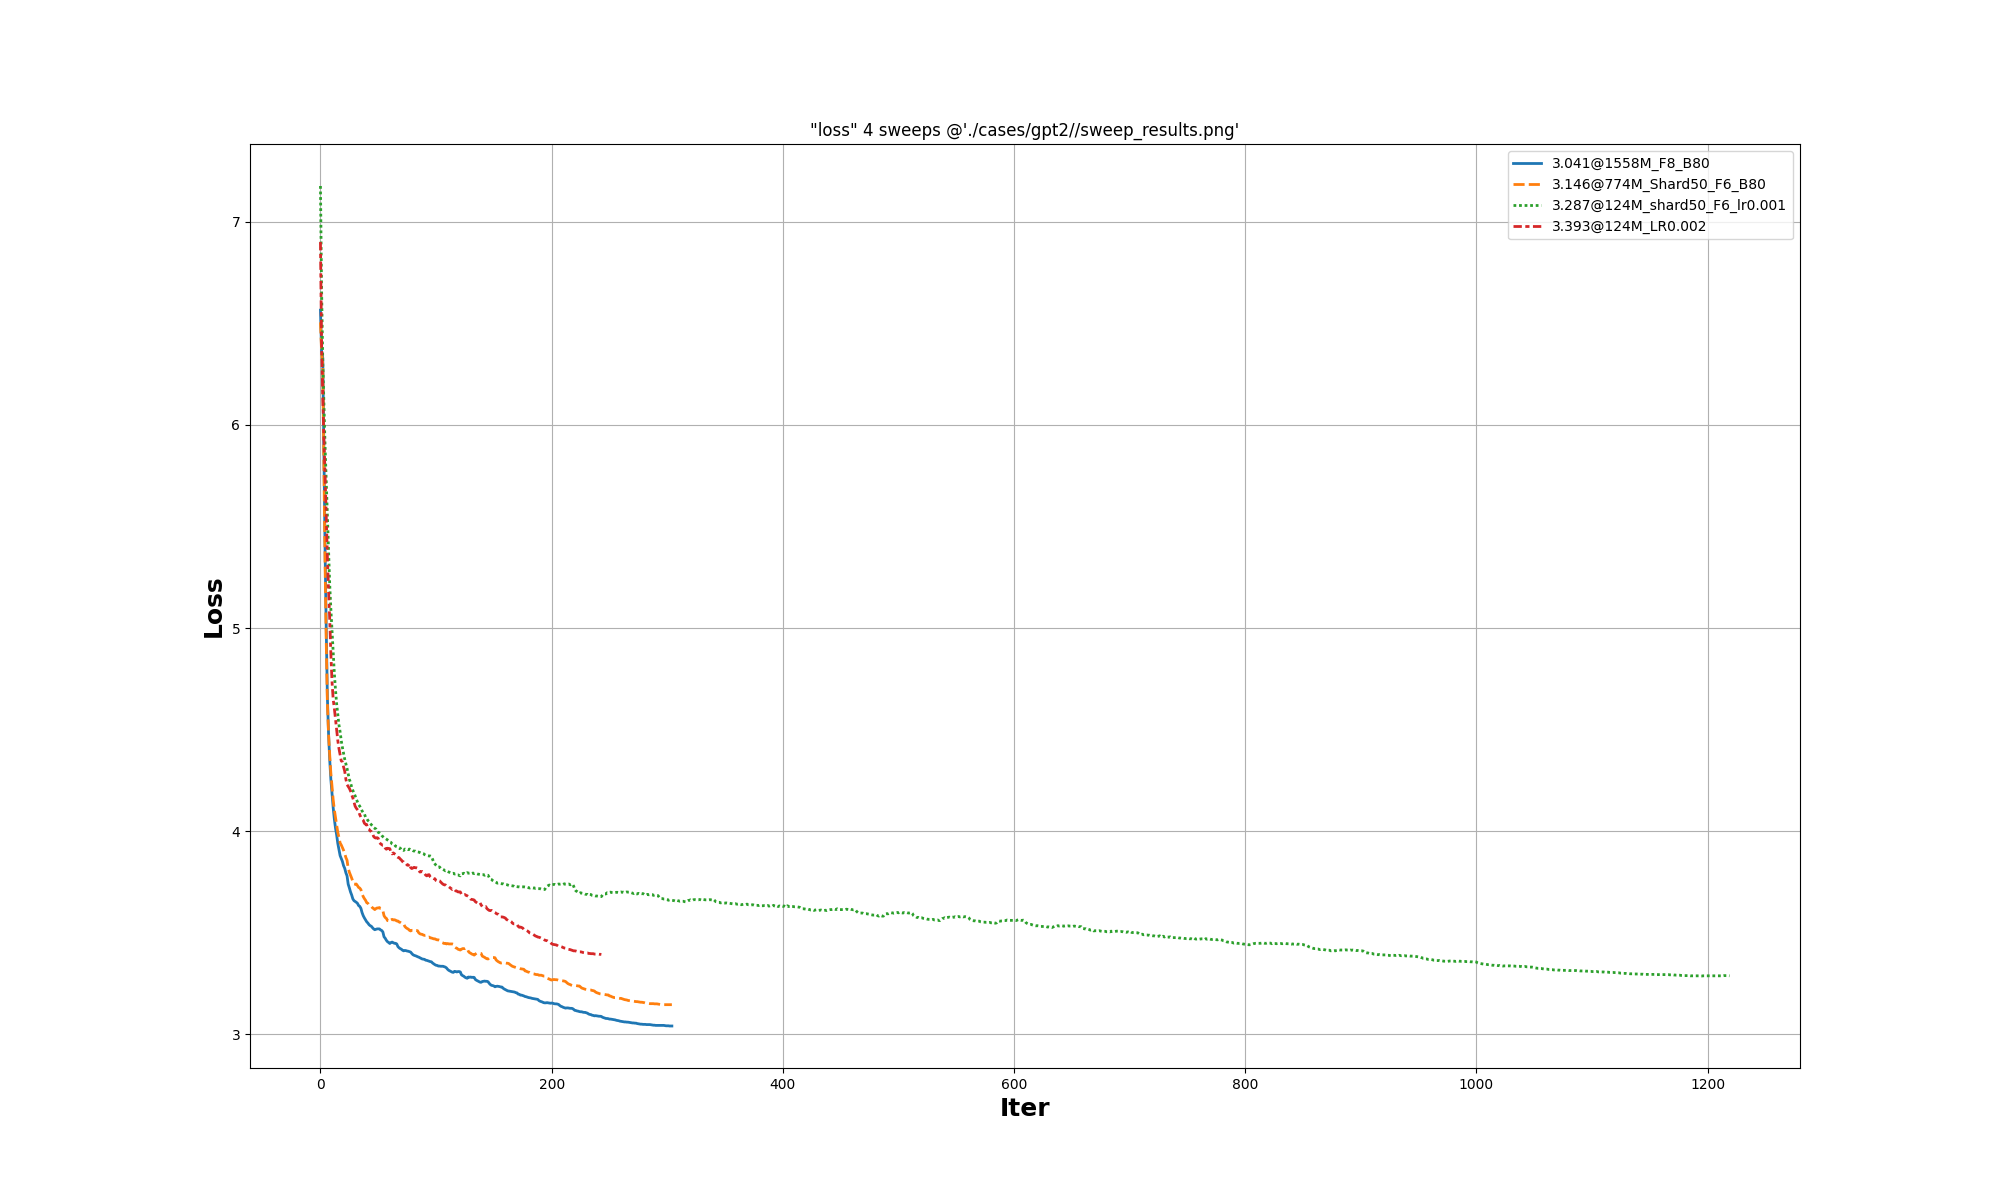 "loss" 4 sweeps @'./cases/gpt2//sweep_results.png'
3.041@1558M_F8_B80
3.146@774M_Shard50_F6_B80
3.287@124M_shard50_F6_lr0.001
3.393@124M_LR0.002
Loss
7
6
5
4
3
0 200 400 600 800 1000 1200
Iter